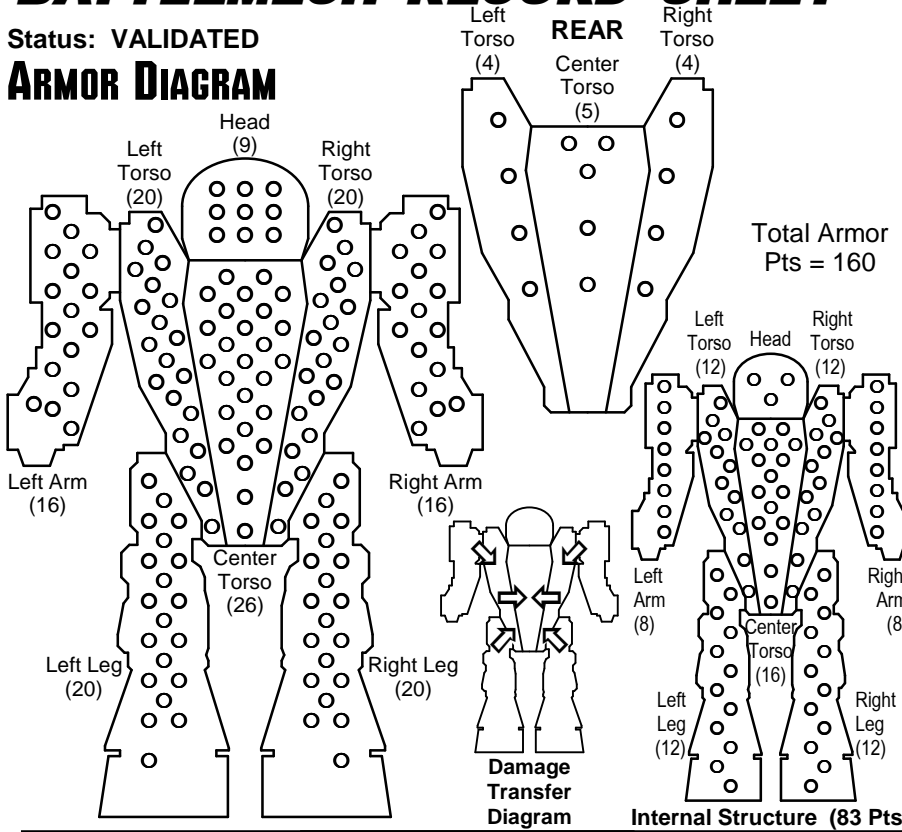 BATTLEMECH RECORD SHEET
Status: VALIDATED
ARMOR DIAGRAM
Head
(9)
Left
Torso
(20)
Right
Torso
(20)
Left Arm
(16)
Right Arm
(16)
Center
Torso
(26)
Left Leg
(20)
Right Leg
(20)
Left
Torso
(4)
REAR
Right
Torso
(4)
Center
Torso
(5)
Total Armor
Pts = 160
Left
Torso
(12)
Head
Right
Torso
(12)
Left
Arm
(8)
Righ
Arm
(8
Center
Torso
(16)
Left
Leg
(12)
Right
Leg
(12)
Damage
Transfer
Diagram
Internal Structure (83 Pts